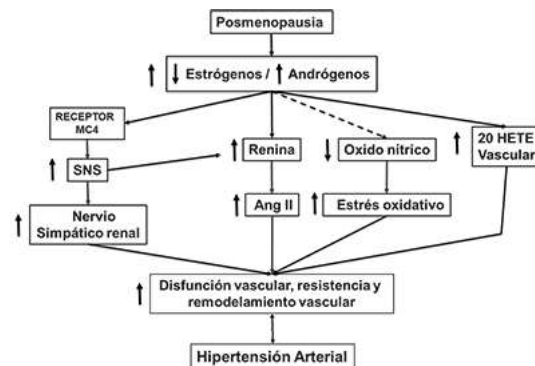 Posmenopausia
Estrógenos / Andrógenos
RECEPTOR
MC4
Renina
Oxido nítrico
20 HETE
Vascular
SNS
Nervio
Simpático renal
Ang II
Estrés oxidativo
Disfunción vascular, resistencia y
remodelamiento vascular
Hipertensión Arterial